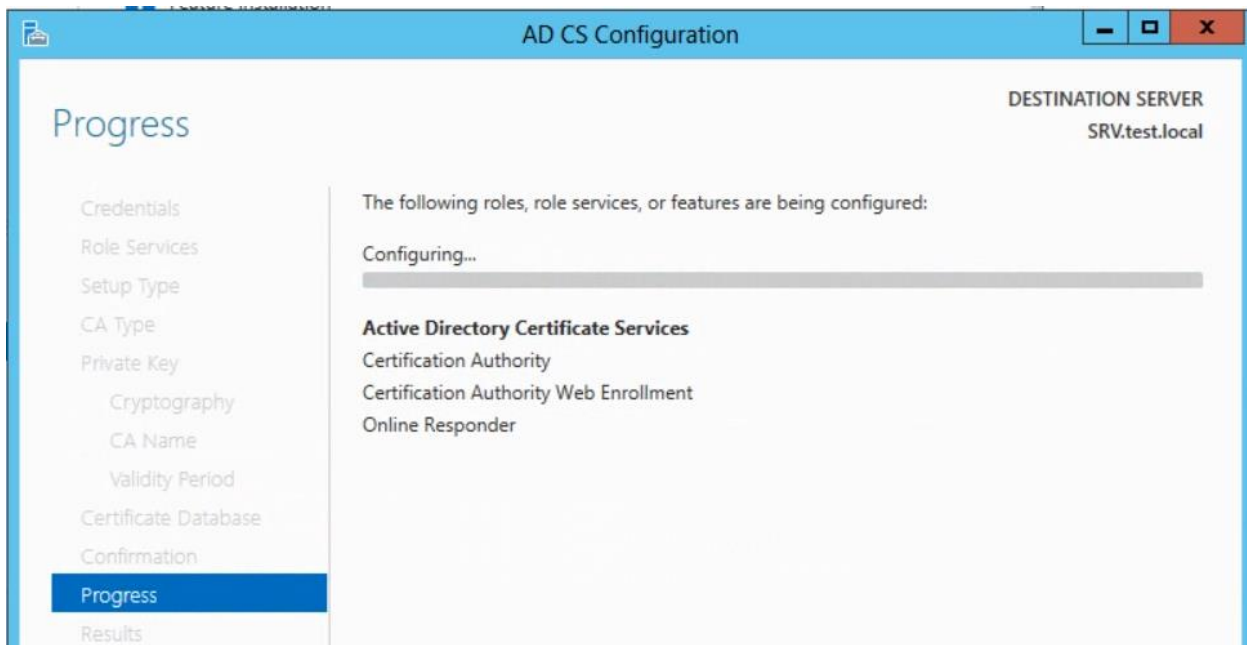 Feature Installation
AD CS Configuration
DESTINATION SERVER
SRV.test.local
Progress
Credentials
Role Services
Setup Type
CA Type
Private Key
Cryptography
CA Name
Validity Period
Certificate Database
Confirmation
Progress
Results
The following roles, role services, or features are being configured:
Configuring...
Active Directory Certificate Services
Certification Authority
Certification Authority Web Enrollment
Online Responder